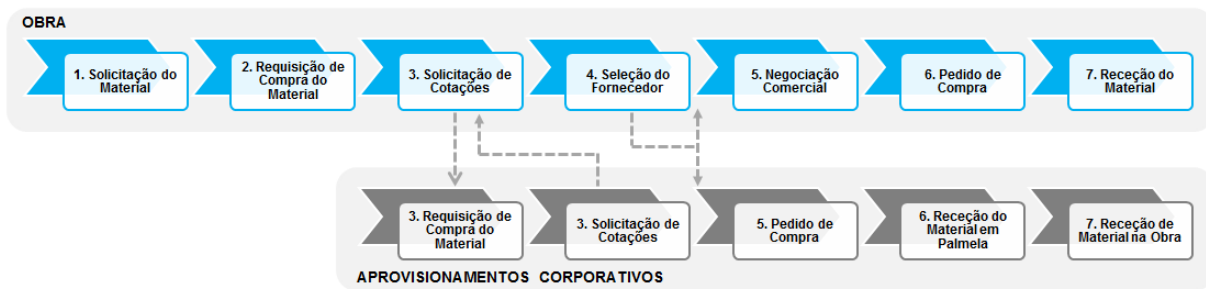 OBRA
1. Solicitação do
Material
2. Requisição de
Compra do
Material
3. Solicitação de
Cotações
4. Seleção do
Fornecedor
5. Negociação
Comercial
6. Pedido de
Compra
7. Receção do
Material
3. Requisição de
Compra do
Material
3. Solicitação de
Cotações
5. Pedido de
Compra
6. Receção do
Material em
Palmela
7. Receção de
Material na Obra
APROVISIONAMENTOS CORPORATIVOS